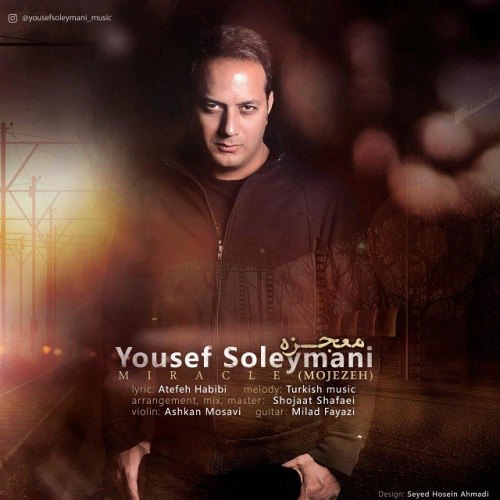 @yousefsoleymani_music
معجزه
Yousef Soleymani
MIRACLE (MOJEZEH)
lyric: Atefeh Habibi melody: Turkish music
arrangement, mix, master: Shojaat Shafaei
violin: Ashkan Mosavi guitar: Milad Fayazi
Design: Seyed Hosein Ahmadi